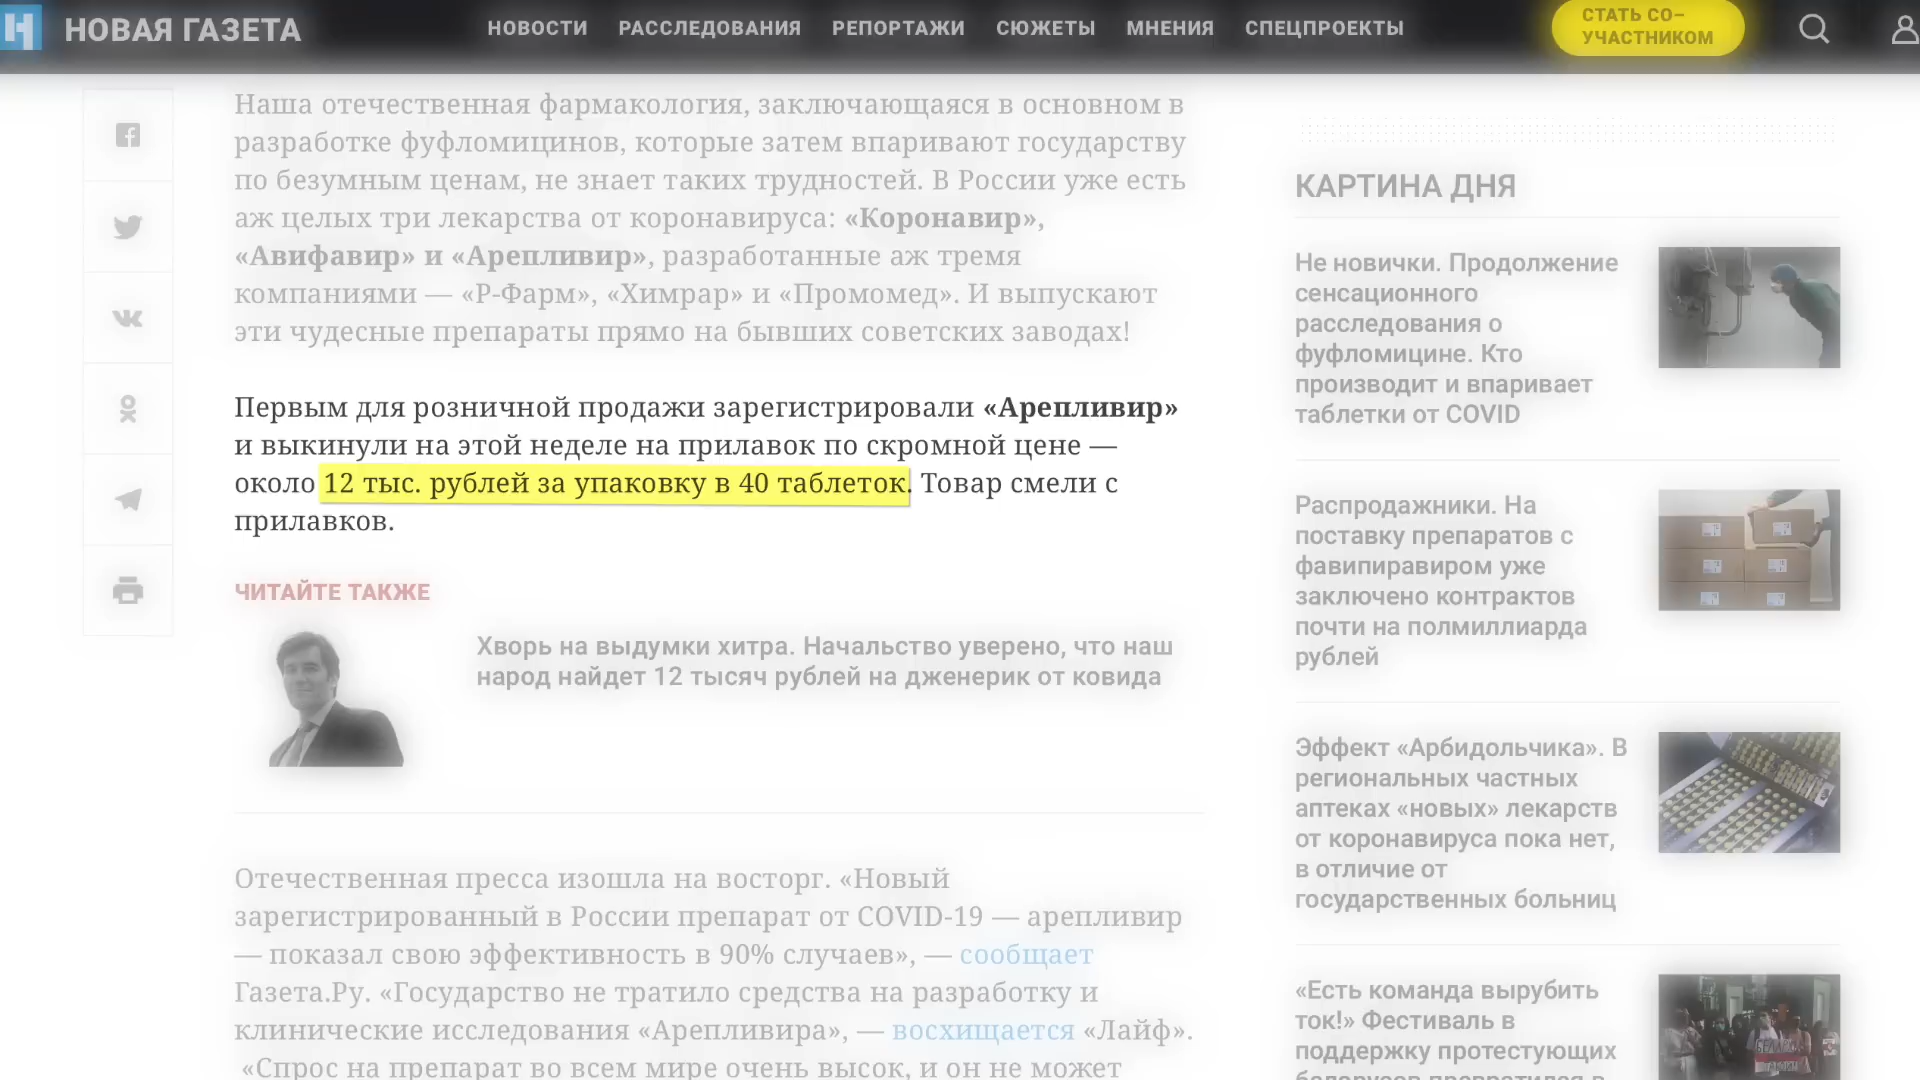 НОВАЯ ГАЗЕТА
НОВОСТИ РАССЛЕДОВАНИЯ РЕПОРТАЖИ СЮЖЕТЫ МНЕНИЯ СПЕЦПРОЕКТЫ
СТАТЬ СО-
УЧАСТНИКОМ
Наша отечественная фармакология, заключающаяся в основном в
разработке фуфломицинов, которые затем впаривают государству
по безумным ценам, не знает таких трудностей. В России уже есть
аж целых три лекарства от коронавируса: «Коронавир»,
«Авифавир» и «Арепливир», разработанные аж тремя
компаниями — «Р-Фарм», «Химрар» и «Промомед». И выпускают
эти чудесные препараты прямо на бывших советских заводах!
Первым для розничной продажи зарегистрировали «Арепливир»
и выкинули на этой неделе на прилавок по скромной цене —
около 12 тыс. рублей за упаковку в 40 таблеток. Товар смели с
прилавков.
ЧИТАЙТЕ ТАКЖЕ
Хворь на выдумки хитра. Начальство уверено, что наш
народ найдет 12 тысяч рублей на дженерик от ковида
Отечественная пресса изошла на восторг. «Новый
зарегистрированный в России препарат от COVID-19 — арепливир
— показал свою эффективность в 90% случаев», — сообщает
Газета.Ру. «Государство не тратило средства на разработку и
клинические исследования «Арепливира», — восхищается «Лайф».
«Спрос на препарат во всем мире очень высок, и он не может
КАРТИНА ДНЯ
Не новички. Продолжение
сенсационного
расследования о
фуфломицине. Кто
производит и впаривает
таблетки от COVID
Распродажники. На
поставку препаратов с
фавипиравиром уже
заключено контрактов
почти на полмиллиарда
рублей
Эффект «Арбидольчика». В
региональных частных
аптеках «новых» лекарств
от коронавируса пока нет,
в отличие от
государственных больниц
«Есть команда вырубить
ток!» Фестиваль в
поддержку протестующих